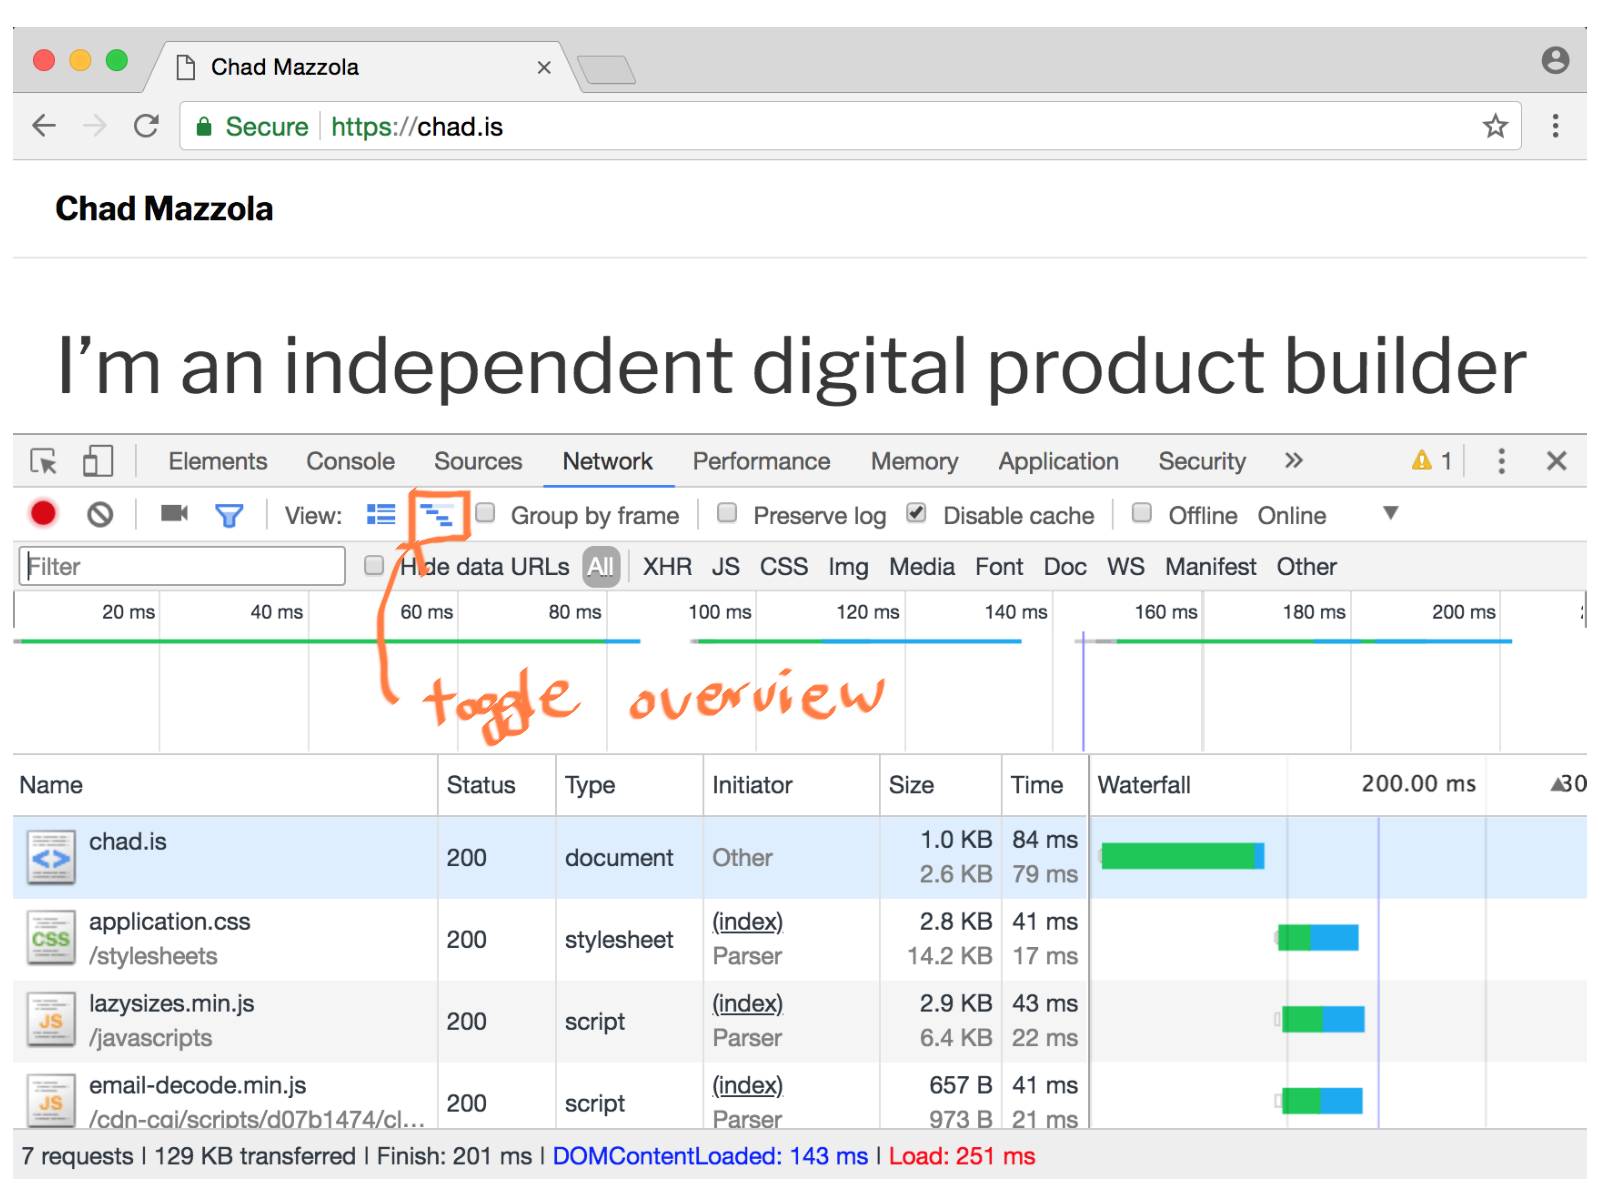 Chad Mazzola
Secure https://chad.is
Chad Mazzola
I'm an independent digital product builder
Elements Console Sources Network Performance Memory Application Security » 1
View: Group by frame Preserve log Disable cache Offline Online
Filter Hide data URLs All XHR JS CSS Img Media Font Doc WS Manifest Other
20 ms 40 ms 60 ms 80 ms 100 ms 120 ms 140 ms 160 ms 180 ms 200 ms
toggle overview
Name Status Type Initiator Size Time Waterfall 200.00 ms 30
chad.is 200 document Other 1.0 KB 84 ms
2.6 KB 79 ms
application.css 200 stylesheet (index) 2.8 KB 41 ms
CSS /stylesheets Parser 14.2 KB 17 ms
lazysizes.min.js 200 script (index) 2.9 KB 43 ms
JS /javascripts Parser 6.4 KB 22 ms
email-decode.min.js 200 script (index) 657 B 41 ms
JS /cdn-cgi/scripts/d07b1474/cl... Parser 973 B 21 ms
7 requests | 129 KB transferred | Finish: 201 ms | DOMContentLoaded: 143 ms | Load: 251 ms